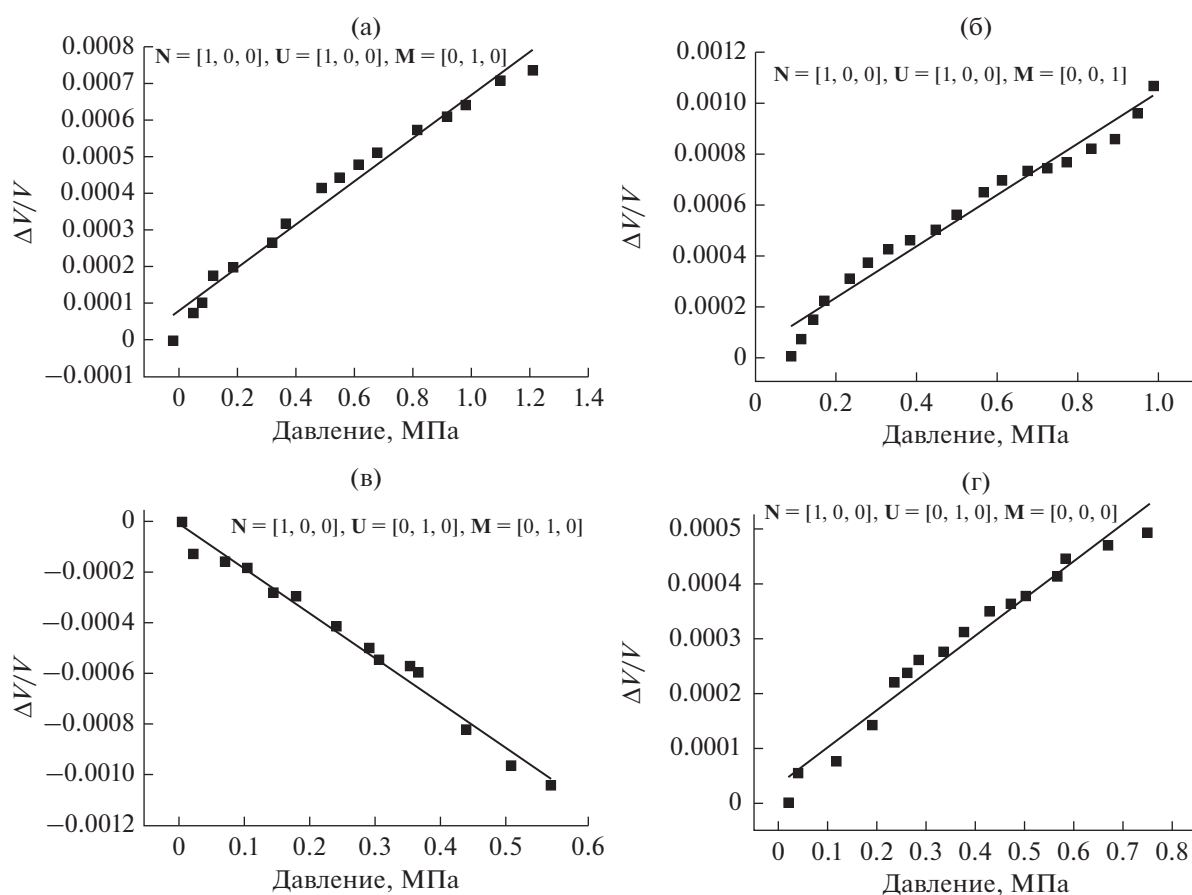 (а)
N = [1, 0, 0], U = [1, 0, 0], M = [0, 1, 0]
0.0008
0.0007
0.0006
0.0005
0.0004
0.0003
0.0002
0.0001
0
−0.0001
ΔV/V
0 0.2 0.4 0.6 0.8 1.0 1.2 1.4
Давление, МПа
(б)
N = [1, 0, 0], U = [1, 0, 0], M = [0, 0, 1]
0.0012
0.0010
0.0008
0.0006
0.0004
0.0002
0
ΔV/V
0 0.2 0.4 0.6 0.8 1.0
Давление, МПа
(в)
N = [1, 0, 0], U = [0, 1, 0], M = [0, 1, 0]
0
−0.0002
−0.0004
−0.0006
−0.0008
−0.0010
−0.0012
ΔV/V
0 0.1 0.2 0.3 0.4 0.5 0.6
Давление, МПа
(г)
N = [1, 0, 0], U = [0, 1, 0], M = [0, 0, 0]
0.0005
0.0004
0.0003
0.0002
0.0001
0
ΔV/V
0 0.1 0.2 0.3 0.4 0.5 0.6 0.7 0.8
Давление, МПа